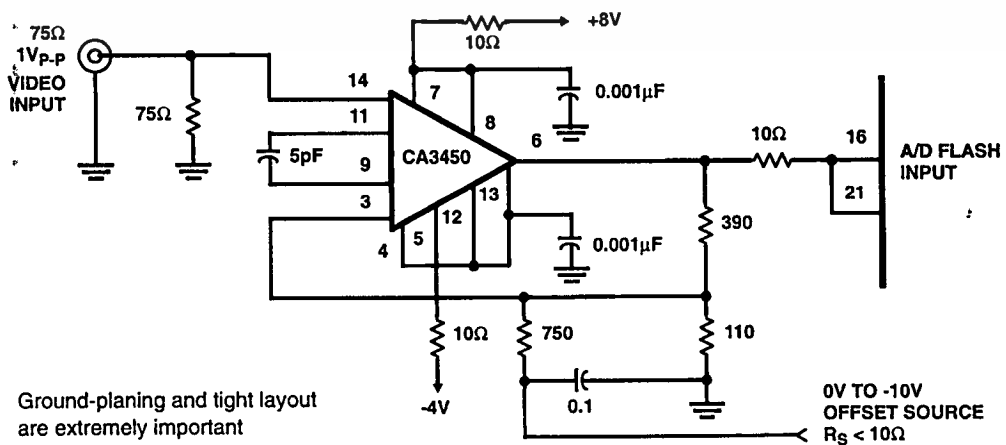 75Ω
1VP-P
VIDEO
INPUT
75Ω
5pF
14
11
9
3
4
5
12
13
7
8
6
CA3450
10Ω
+8V
0.001µF
0.001µF
10Ω
-4V
10Ω
16
21
A/D FLASH
INPUT
390
750
110
0.1
0V TO -10V
OFFSET SOURCE
RS < 10Ω
Ground-planing and tight layout
are extremely important